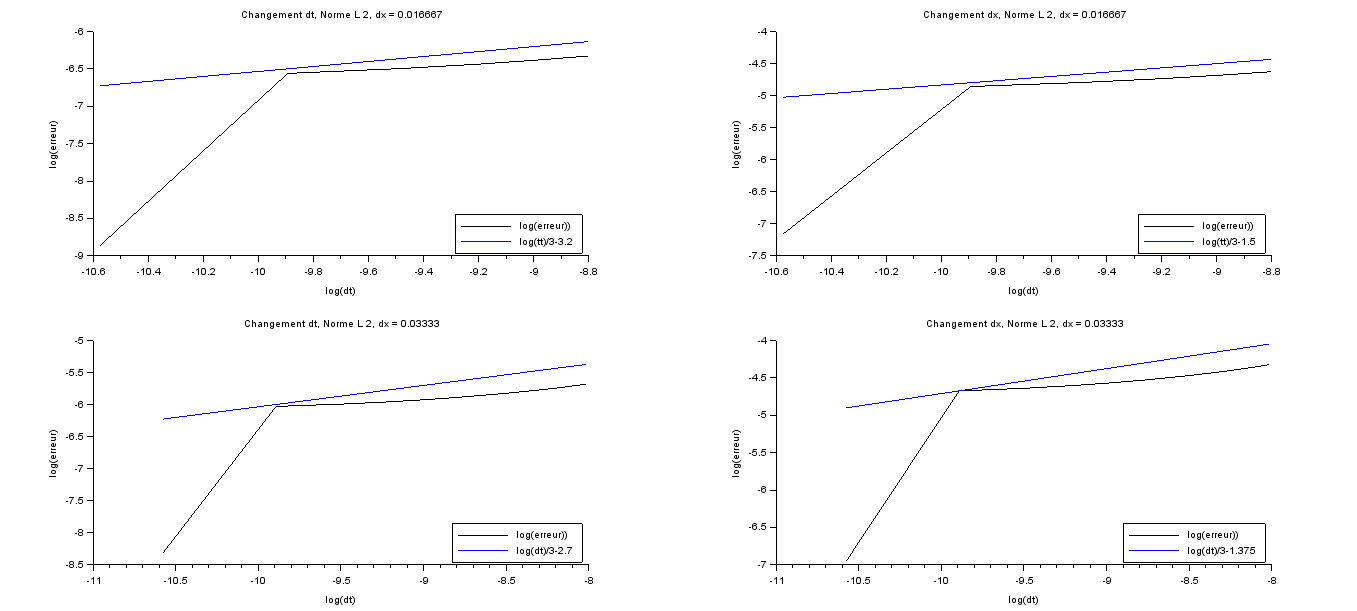 Changement dt, Norme L 2, dx = 0.016667
-6
-6.5
-7
-7.5
-8
-8.5
-9
log(erreur)
-10.6 -10.4 -10.2 -10 -9.8 -9.6 -9.4 -9.2 -9 -8.8
log(dt)
log(erreur))
log(tt)/3-3.2
Changement dx, Norme L 2, dx = 0.016667
-4
-4.5
-5
-5.5
-6
-6.5
-7
-7.5
log(erreur)
-10.6 -10.4 -10.2 -10 -9.8 -9.6 -9.4 -9.2 -9 -8.8
log(dt)
log(erreur))
log(tt)/3-1.5
Changement dt, Norme L 2, dx = 0.03333
-5
-5.5
-6
-6.5
-7
-7.5
-8
-8.5
log(erreur)
-11 -10.5 -10 -9.5 -9 -8.5 -8
log(dt)
log(erreur))
log(dt)/3-2.7
Changement dx, Norme L 2, dx = 0.03333
-4
-4.5
-5
-5.5
-6
-6.5
-7
log(erreur)
-11 -10.5 -10 -9.5 -9 -8.5 -8
log(dt)
log(erreur))
log(dt)/3-1.375